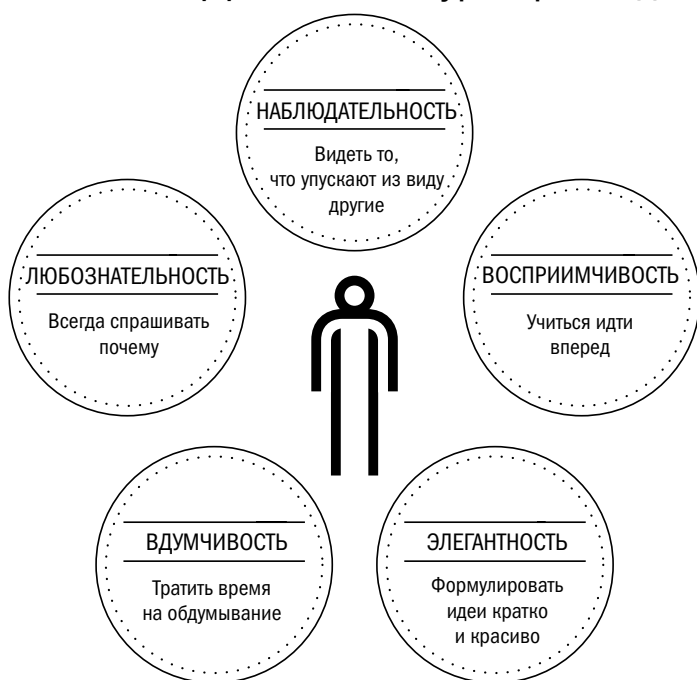 НАБЛЮДАТЕЛЬНОСТЬ
Видеть то,
что упускают из виду
другие
ЛЮБОЗНАТЕЛЬНОСТЬ
Всегда спрашивать
почему
ВОСПРИИМЧИВОСТЬ
Учиться идти
вперед
ВДУМЧИВОСТЬ
Тратить время
на обдумывание
ЭЛЕГАНТНОСТЬ
Формулировать
идеи кратко
и красиво